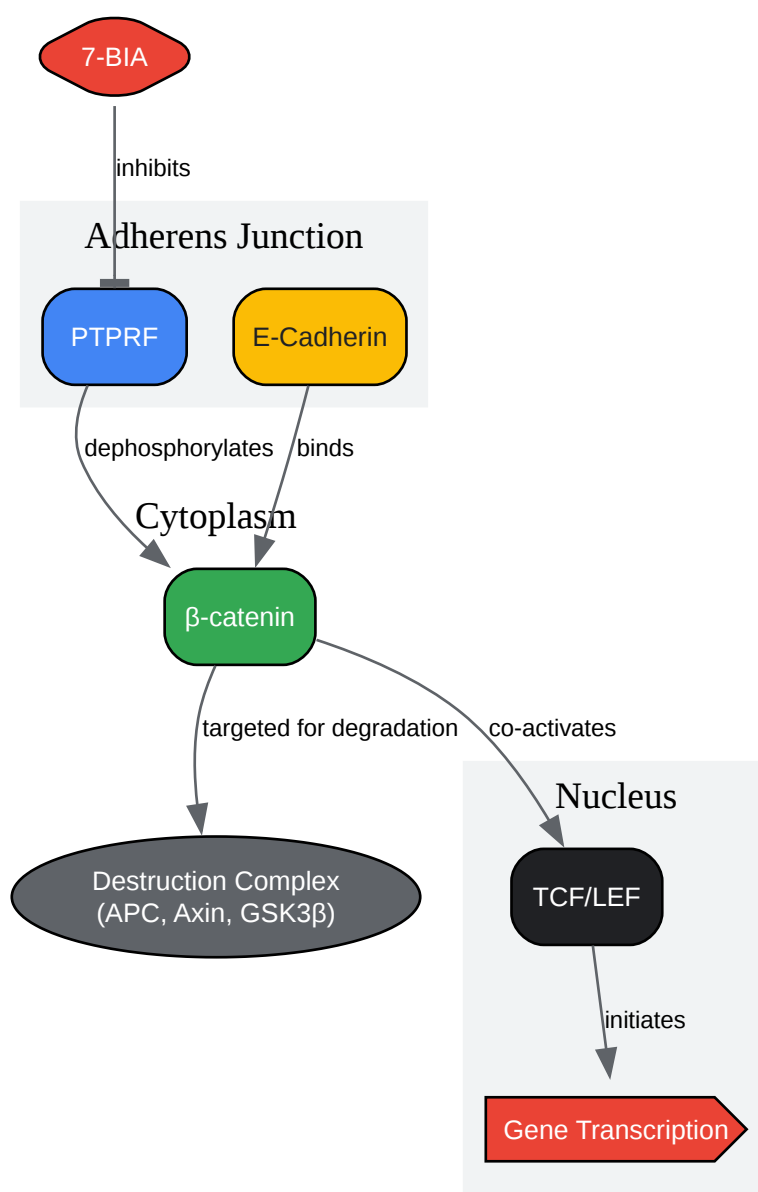 7-BIA
inhibits
Adherens Junction
PTPRF
E-Cadherin
dephosphorylates
binds
Cytoplasm
β-catenin
targeted for degradation
co-activates
Nucleus
Destruction Complex
(APC, Axin, GSK3β)
TCF/LEF
initiates
Gene Transcription